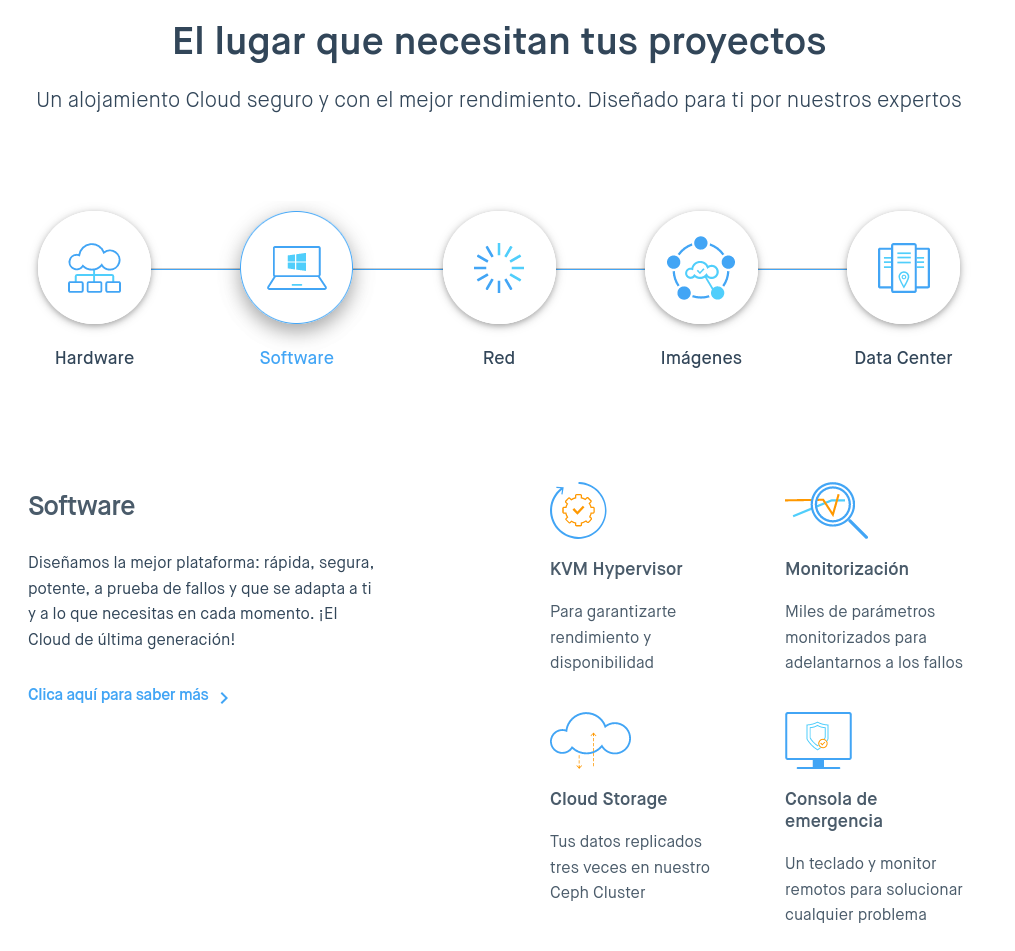 El lugar que necesitan tus proyectos
Un alojamiento Cloud seguro y con el mejor rendimiento. Diseñado para ti por nuestros expertos
Hardware
Software
Red
Imágenes
Data Center
Software
Diseñamos la mejor plataforma: rápida, segura,
potente, a prueba de fallos y que se adapta a ti
y a lo que necesitas en cada momento. ¡El
Cloud de última generación!
Clica aquí para saber más
KVM Hypervisor
Para garantizarte
rendimiento y
disponibilidad
Monitorización
Miles de parámetros
monitorizados para
adelantarnos a los fallos
Cloud Storage
Tus datos replicados
tres veces en nuestro
Ceph Cluster
Consola de
emergencia
Un teclado y monitor
remotos para solucionar
cualquier problema